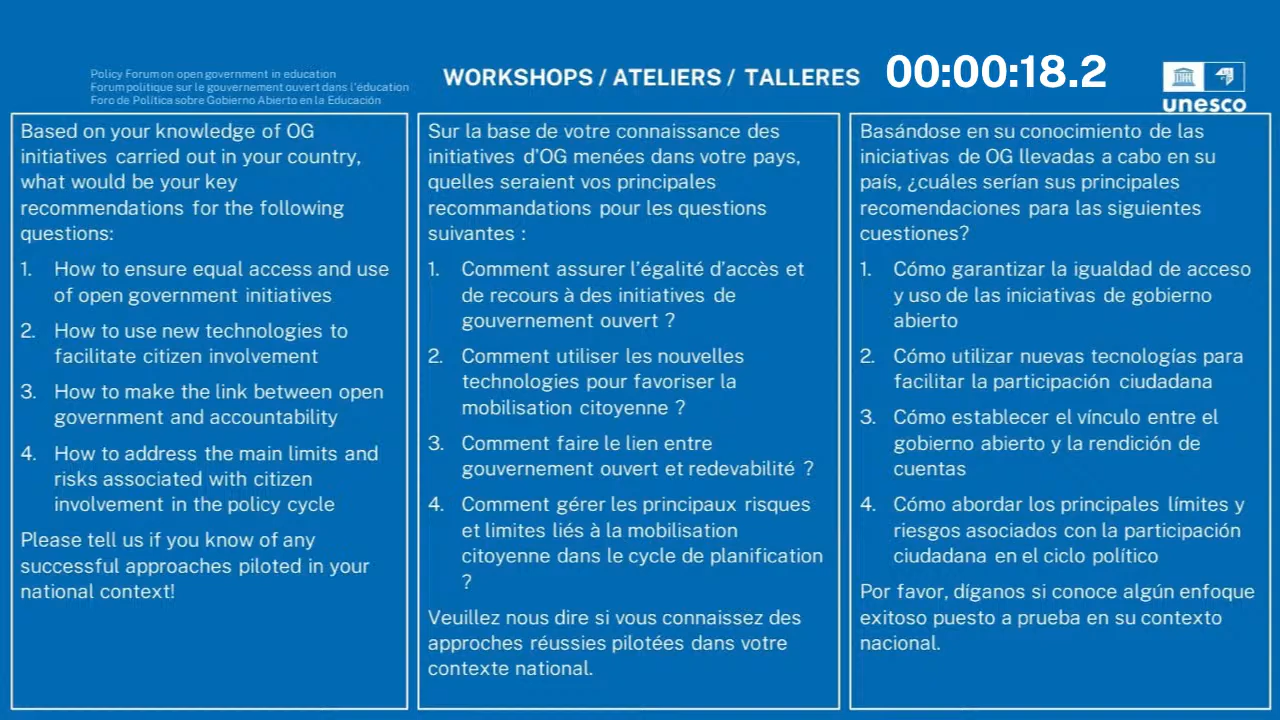 Policy Forum on open government in education
Forum politique sur le gouvernement ouvert dans l'éducation
Foro de Política sobre Gobierno Abierto en la Educación
WORKSHOPS / ATELIERS / TALLERES
00:00:18.2
unesco
Based on your knowledge of OG
initiatives carried out in your country,
what would be your key
recommendations for the following
questions:
1. How to ensure equal access and use
of open government initiatives
2. How to use new technologies to
facilitate citizen involvement
3. How to make the link between open
government and accountability
4. How to address the main limits and
risks associated with citizen
involvement in the policy cycle
Please tell us if you know of any
successful approaches piloted in your
national context!
Sur la base de votre connaissance des
initiatives d'OG menées dans votre pays,
quelles seraient vos principales
recommandations pour les questions
suivantes :
1. Comment assurer l'égalité d'accès et
de recours à des initiatives de
gouvernement ouvert ?
2. Comment utiliser les nouvelles
technologies pour favoriser la
mobilisation citoyenne ?
3. Comment faire le lien entre
gouvernement ouvert et redevabilité ?
4. Comment gérer les principaux risques
et limites liés à la mobilisation
citoyenne dans le cycle de planification
?
Veuillez nous dire si vous connaissez des
approches réussies pilotées dans votre
contexte national.
Basándose en su conocimiento de las
iniciativas de OG llevadas a cabo en su
país, ¿cuáles serían sus principales
recomendaciones para las siguientes
cuestiones?
1. Cómo garantizar la igualdad de acceso
y uso de las iniciativas de gobierno
abierto
2. Cómo utilizar nuevas tecnologías para
facilitar la participación ciudadana
3. Cómo establecer el vínculo entre el
gobierno abierto y la rendición de
cuentas
4. Cómo abordar los principales límites y
riesgos asociados con la participación
ciudadana en el ciclo político
Por favor, díganos si conoce algún enfoque
exitoso puesto a prueba en su contexto
nacional.